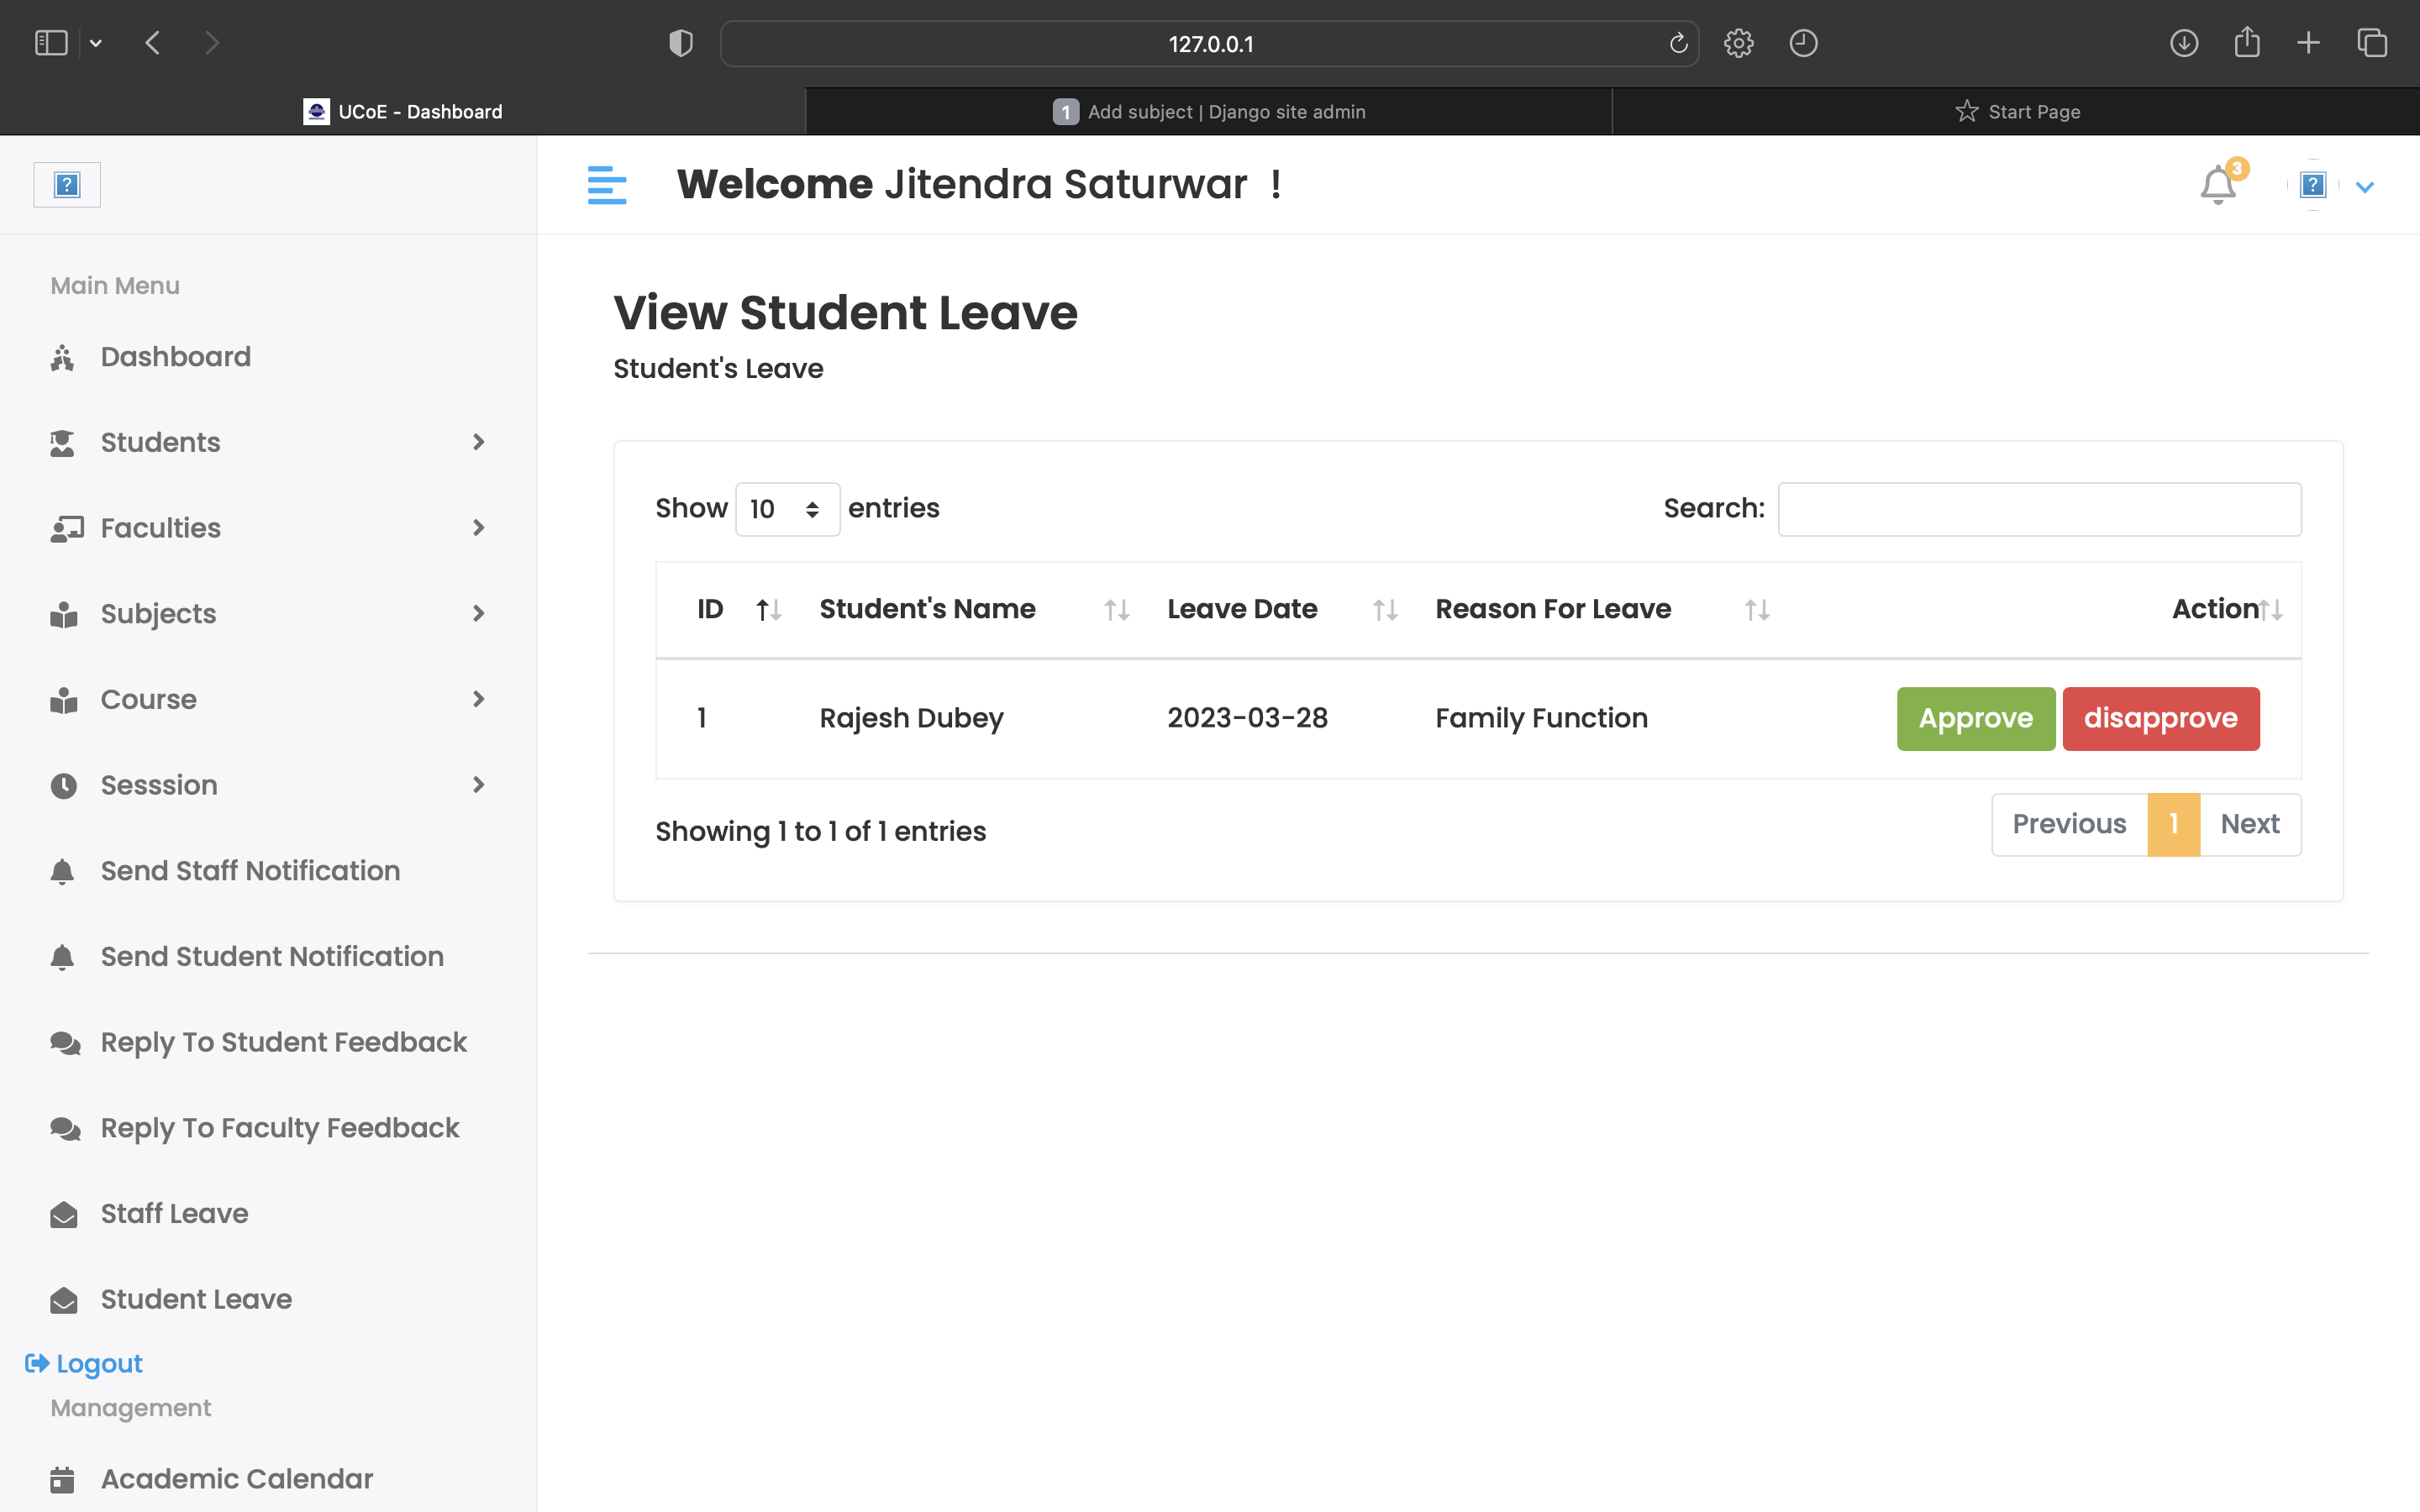 127.0.0.1
UCoE - Dashboard
1 Add subject | Django site admin
Start Page
Welcome Jitendra Saturwar !
3
Main Menu
Dashboard
Students
Faculties
Subjects
Course
Sesssion
Send Staff Notification
Send Student Notification
Reply To Student Feedback
Reply To Faculty Feedback
Staff Leave
Student Leave
Logout
Management
Academic Calendar
View Student Leave
Student's Leave
Show 10 entries
Search:
ID Student's Name Leave Date Reason For Leave Action
1 Rajesh Dubey 2023-03-28 Family Function Approve disapprove
Showing 1 to 1 of 1 entries
Previous 1 Next